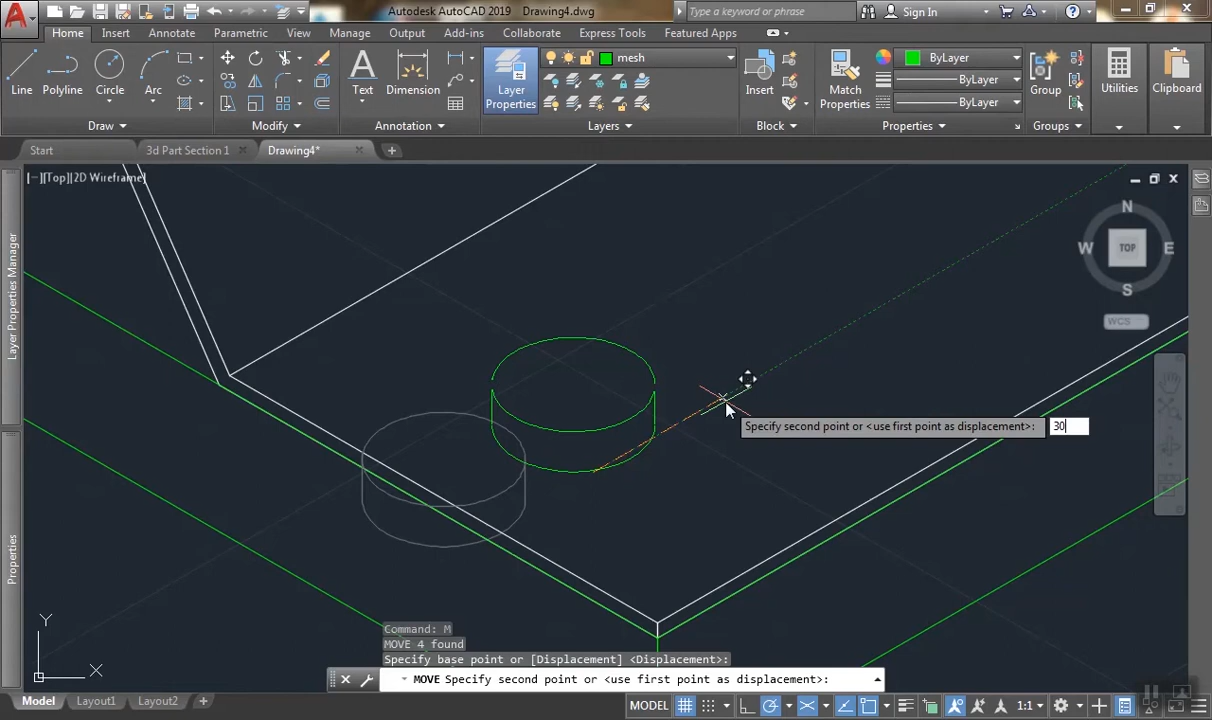 Autodesk AutoCAD 2019 Drawing4.dwg
Type a keyword or phrase
Sign In
Home Insert Annotate Parametric View Manage Output Add-ins Collaborate Express Tools Featured Apps
mesh
ByLayer
ByLayer
ByLayer
Line Polyline Circle Arc
Text Dimension
Layer Properties
Insert
Match Properties
Group
Utilities
Clipboard
Draw Modify Annotation Layers Block Properties Groups
Start 3d Part Section 1 Drawing4*
[−][Top][2D Wireframe]
N
W TOP E
S
WCS
Layer Properties Manager
Properties
Specify second point or <use first point as displacement>: 30
Y
X
Command: M
MOVE 4 found
Specify base point or [Displacement] <Displacement>:
MOVE Specify second point or <use first point as displacement>:
Model Layout1 Layout2
MODEL 1:1